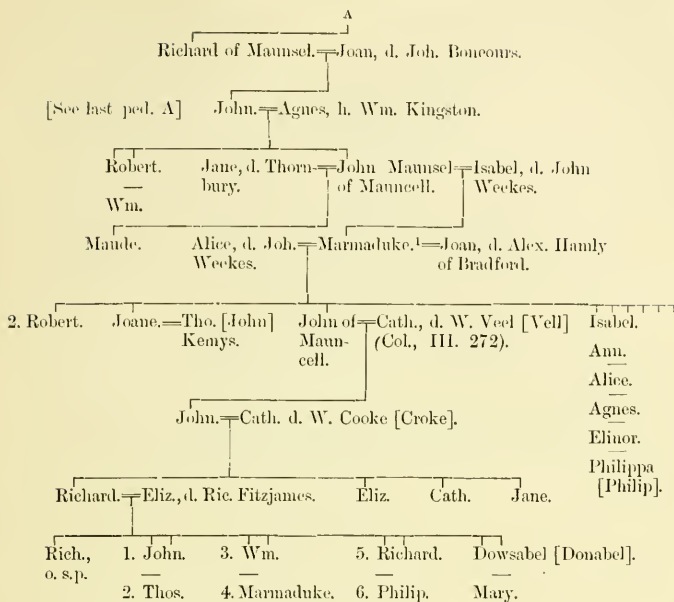 A
Richard of Maunsel. Joan, d. Joh. Boncours.
[See last ped. A] John. Agnes, h. Wm. Kingston.
Robert. Jane, d. Thorn- John Maunsel Isabel, d. John
— bury. of Mauncell. Weekes.
Wm.
Maude. Alice, d. Joh. Marmaduke.¹ Joan, d. Alex. Hamly
Weekes. of Bradford.
2. Robert. Joane. Tho. [John] John of Cath., d. W. Veel [Vell] Isabel.
Kemys. Maun- (Col., III. 272). —
cell. Ann.
—
Alice.
—
John. Cath. d. W. Cooke [Croke]. Agnes.
—
Elinor.
—
Philippa
[Philip].
Richard. Eliz., d. Ric. Fitzjames. Eliz. Cath. Jane.
Rich., 1. John. 3. Wm. 5. Richard. Dowsabel [Donabel].
o. s.p. — — — —
2. Thos. 4. Marmaduke. 6. Philip. Mary.